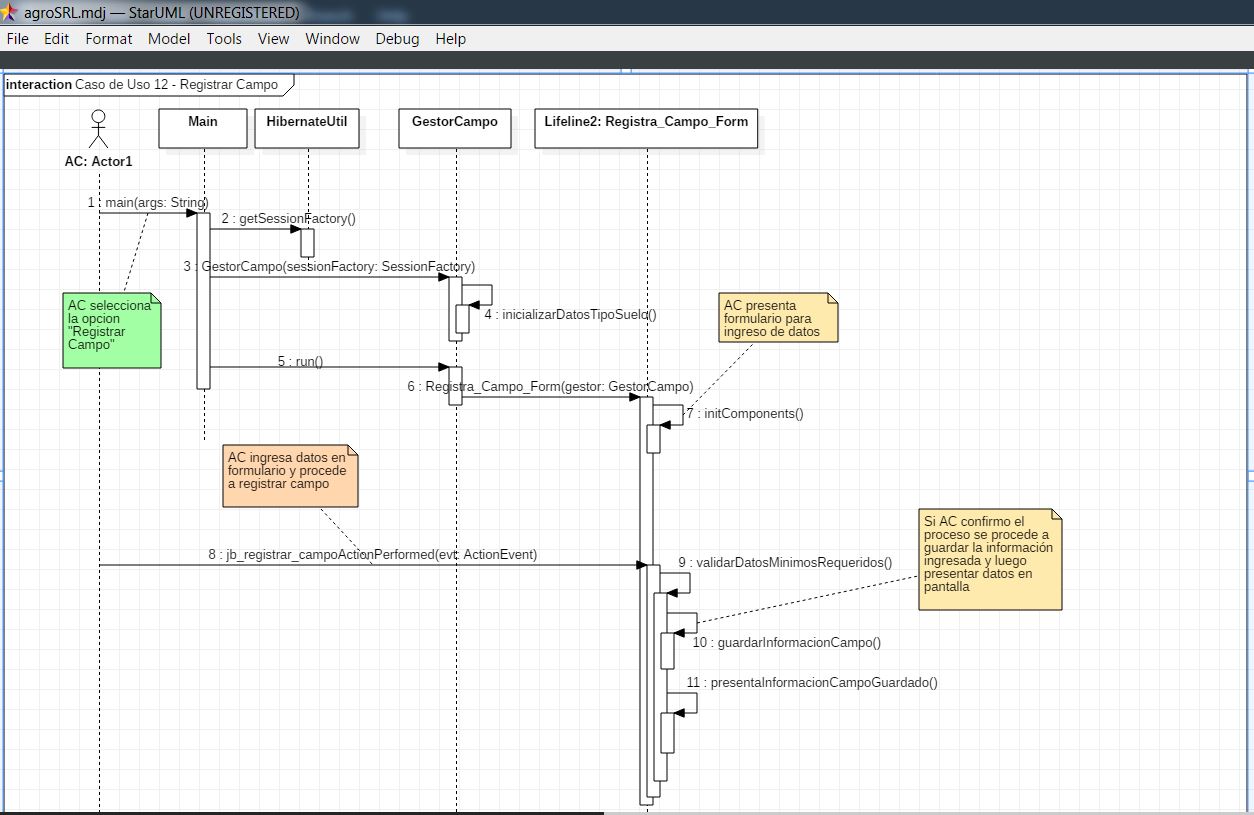 agroSRL.mdj — StarUML (UNREGISTERED)
File Edit Format Model Tools View Window Debug Help
interaction Caso de Uso 12 - Registrar Campo
AC: Actor1
Main
HibernateUtil
GestorCampo
Lifeline2: Registra_Campo_Form
1 : main(args: String)
2 : getSessionFactory()
3 : GestorCampo(sessionFactory: SessionFactory)
4 : inicializarDatosTipoSuelo()
AC selecciona
la opcion
"Registrar
Campo"
AC presenta
formulario para
ingreso de datos
5 : run()
6 : Registra_Campo_Form(gestor: GestorCampo)
7 : initComponents()
AC ingresa datos en
formulario y procede
a registrar campo
8 : jb_registrar_campoActionPerformed(evt: ActionEvent)
9 : validarDatosMinimosRequeridos()
Si AC confirmo el
proceso se procede a
guardar la información
ingresada y luego
presentar datos en
pantalla
10 : guardarInformacionCampo()
11 : presentaInformacionCampoGuardado()